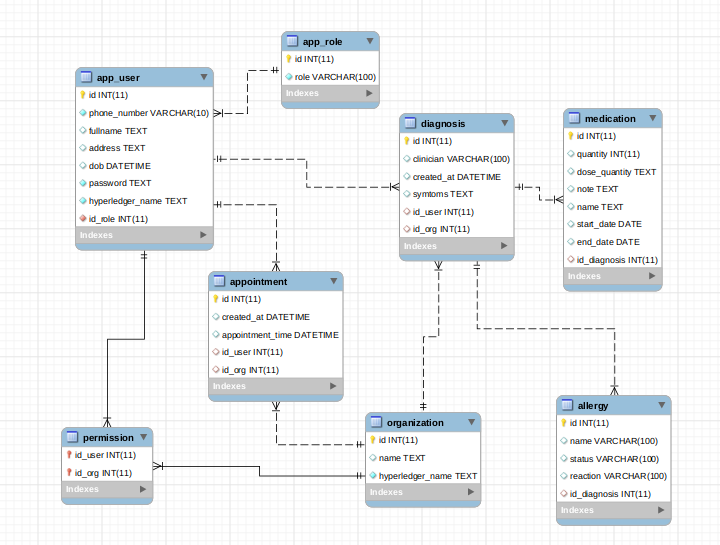 app_role
id INT(11)
role VARCHAR(100)
Indexes
app_user
id INT(11)
phone_number VARCHAR(10)
fullname TEXT
address TEXT
dob DATETIME
password TEXT
hyperledger_name TEXT
id_role INT(11)
Indexes
diagnosis
id INT(11)
clinician VARCHAR(100)
created_at DATETIME
symtoms TEXT
id_user INT(11)
id_org INT(11)
Indexes
medication
id INT(11)
quantity INT(11)
dose_quantity TEXT
note TEXT
name TEXT
start_date DATE
end_date DATE
id_diagnosis INT(11)
Indexes
appointment
id INT(11)
created_at DATETIME
appointment_time DATETIME
id_user INT(11)
id_org INT(11)
Indexes
permission
id_user INT(11)
id_org INT(11)
Indexes
organization
id INT(11)
name TEXT
hyperledger_name TEXT
Indexes
allergy
id INT(11)
name VARCHAR(100)
status VARCHAR(100)
reaction VARCHAR(100)
id_diagnosis INT(11)
Indexes